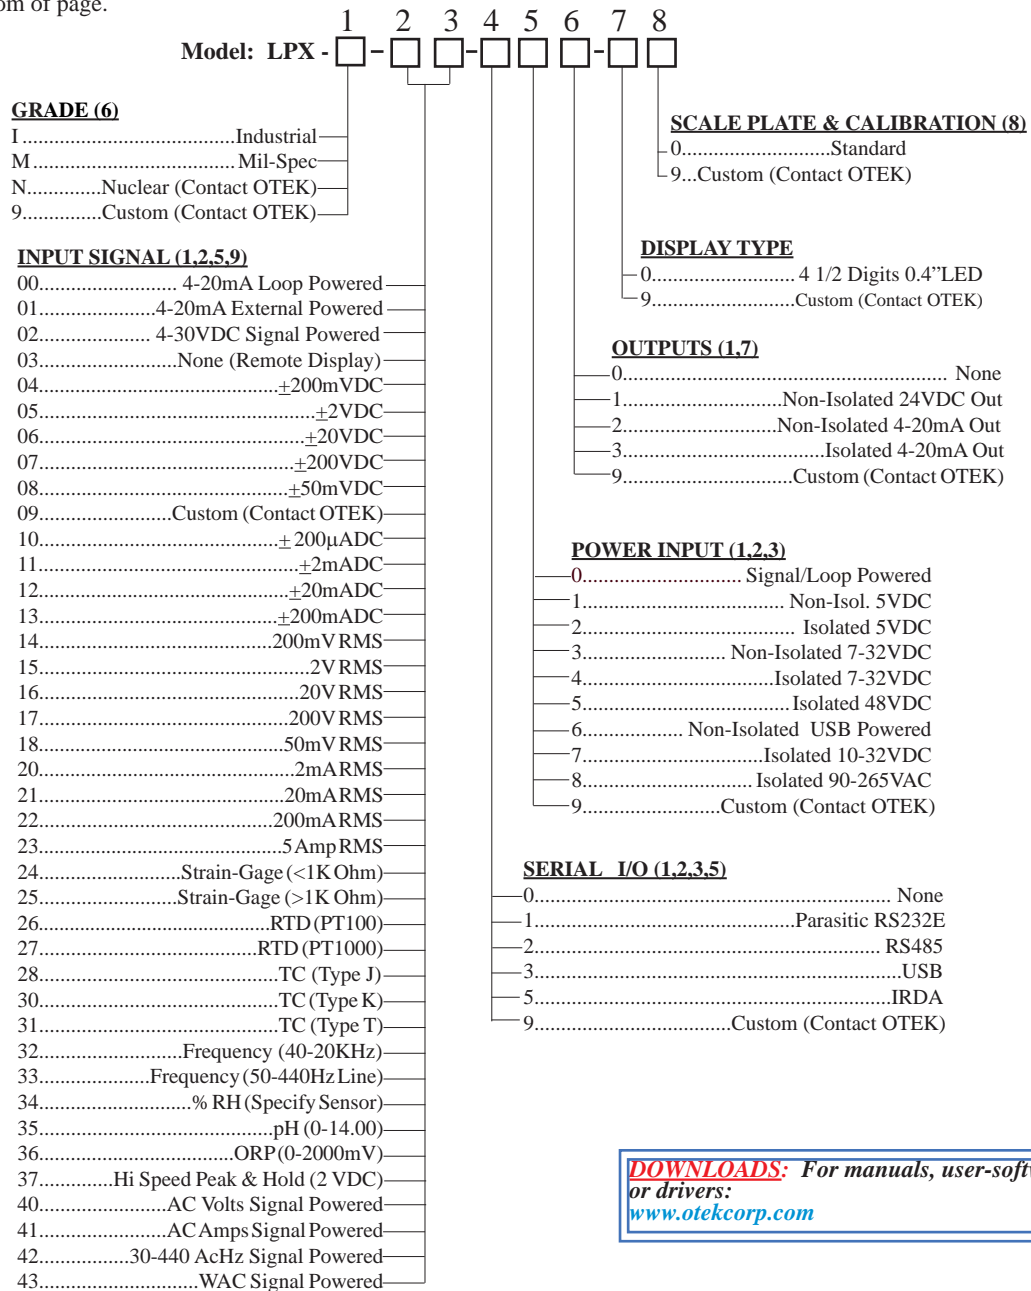 om of page.
1 2 3 4 5 6 7 8
Model: LPX - - - - -
GRADE (6)
I.....................................Industrial
M....................................Mil-Spec
N.............Nuclear (Contact OTEK)
9...............Custom (Contact OTEK)
INPUT SIGNAL (1,2,5,9)
00........................ 4-20mA Loop Powered
01....................4-20mA External Powered
02.................... 4-30VDC Signal Powered
03........................None (Remote Display)
04..........................................±200mVDC
05................................................±2VDC
06..............................................±20VDC
07............................................±200VDC
08...........................................±50mVDC
09.......................Custom (Contact OTEK)
10..........................................± 200µADC
11.............................................±2mADC
12...........................................±20mADC
13.........................................±200mADC
14.........................................200mV RMS
15...............................................2V RMS
16.............................................20V RMS
17...........................................200V RMS
18...........................................50mV RMS
20............................................2mA RMS
21..........................................20mA RMS
22.........................................200mA RMS
23..........................................5 Amp RMS
24.........................Strain-Gage (<1K Ohm)
25........................Strain-Gage (>1K Ohm)
26........................................RTD (PT100)
27......................................RTD (PT1000)
28..........................................TC (Type J)
30..........................................TC (Type K)
31..........................................TC (Type T)
32.........................Frequency (40-20KHz)
33...................Frequency (50-440Hz Line)
34...........................% RH (Specify Sensor)
35.........................................pH (0-14.00)
36..................................ORP (0-2000mV)
37.............Hi Speed Peak & Hold (2 VDC)
40......................AC Volts Signal Powered
41......................AC Amps Signal Powered
42................30-440 AcHz Signal Powered
43............................WAC Signal Powered
SCALE PLATE & CALIBRATION (8)
0...........................Standard
9...Custom (Contact OTEK)
DISPLAY TYPE
0.......................... 4 1/2 Digits 0.4”LED
9.........................Custom (Contact OTEK)
OUTPUTS (1,7)
0......................................................... None
1............................Non-Isolated 24VDC Out
2...........................Non-Isolated 4-20mA Out
3...................................Isolated 4-20mA Out
9..............................Custom (Contact OTEK)
POWER INPUT (1,2,3)
0............................ Signal/Loop Powered
1................................... Non-Isol. 5VDC
2..................................... Isolated 5VDC
3......................... Non-Isolated 7-32VDC
4..................................Isolated 7-32VDC
5.....................................Isolated 48VDC
6.................. Non-Isolated USB Powered
7................................Isolated 10-32VDC
8.............................. Isolated 90-265VAC
9........................Custom (Contact OTEK)
SERIAL I/O (1,2,3,5)
0.............................................................. None
1..............................................Parasitic RS232E
2............................................................. RS485
3................................................................USB
5..............................................................IRDA
9..................................Custom (Contact OTEK)
DOWNLOADS: For manuals, user-softw
or drivers:
www.otekcorp.com